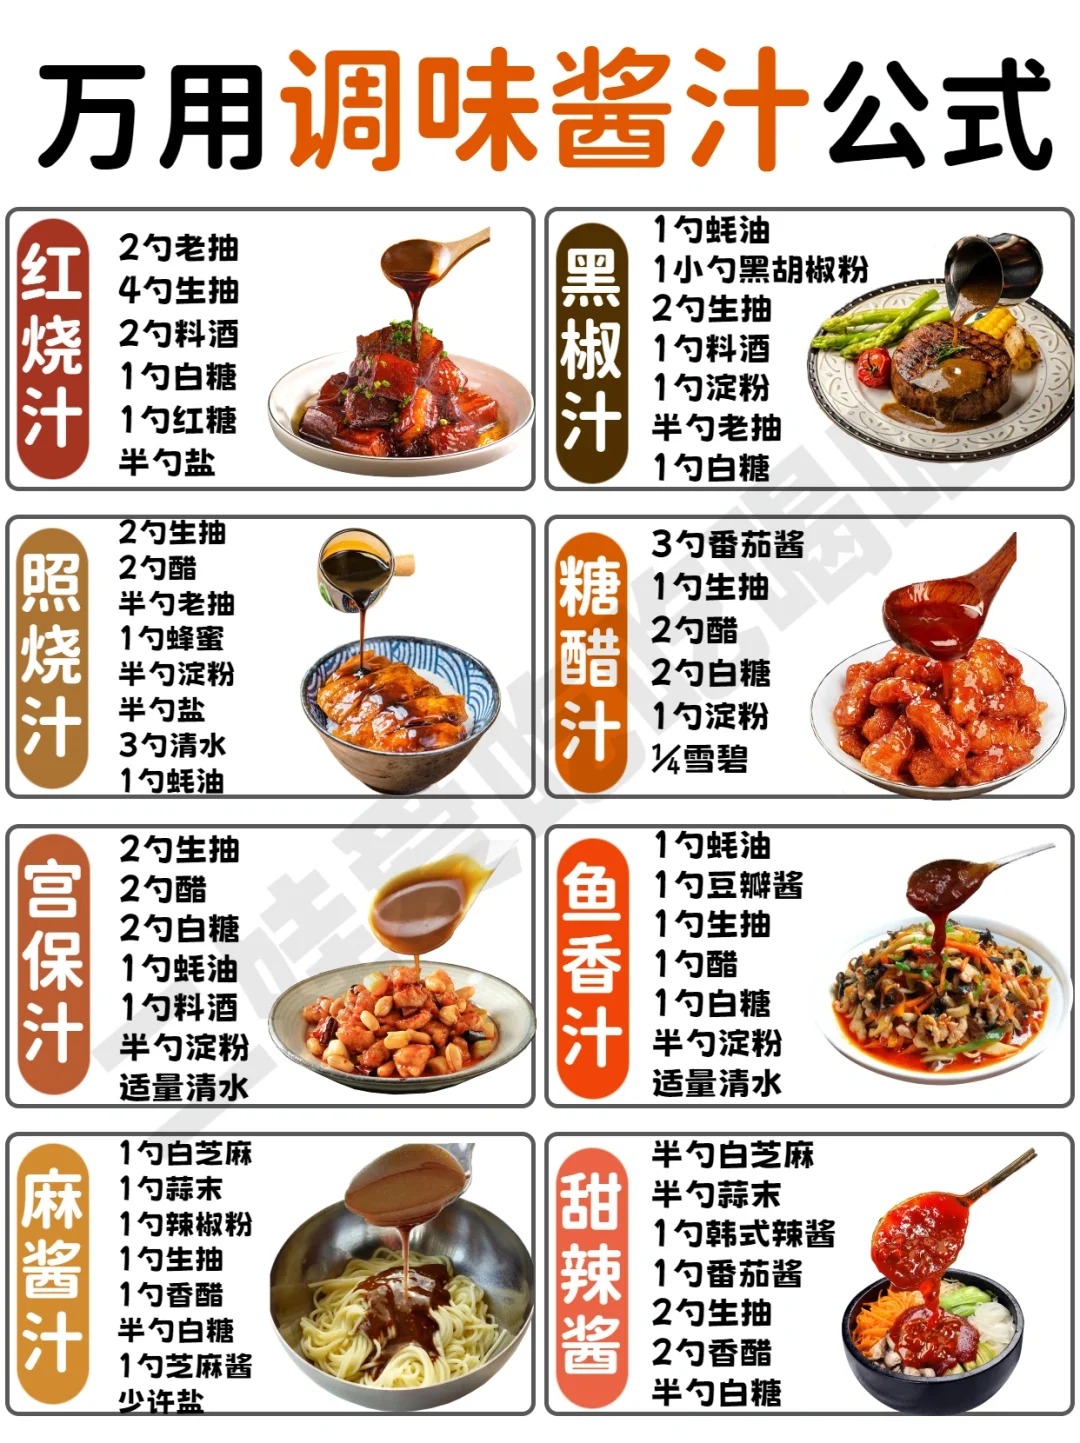 万用调味酱汁公式
红烧汁
2勺老抽
4勺生抽
2勺料酒
1勺白糖
1勺红糖
半勺盐
黑椒汁
1勺蚝油
1小勺黑胡椒粉
2勺生抽
1勺料酒
1勺淀粉
半勺老抽
1勺白糖
照烧汁
2勺生抽
2勺醋
半勺老抽
1勺蜂蜜
半勺淀粉
半勺盐
3勺清水
1勺蚝油
糖醋汁
3勺番茄酱
1勺生抽
2勺醋
2勺白糖
1勺淀粉
¼雪碧
宫保汁
2勺生抽
2勺醋
2勺白糖
1勺蚝油
1勺料酒
半勺淀粉
适量清水
鱼香汁
1勺蚝油
1勺豆瓣酱
1勺生抽
1勺醋
1勺白糖
半勺淀粉
适量清水
麻酱汁
1勺白芝麻
1勺蒜末
1勺辣椒粉
1勺生抽
1勺香醋
半勺白糖
1勺芝麻酱
少许盐
甜辣酱
半勺白芝麻
半勺蒜末
1勺韩式辣酱
1勺番茄酱
2勺生抽
2勺香醋
半勺白糖